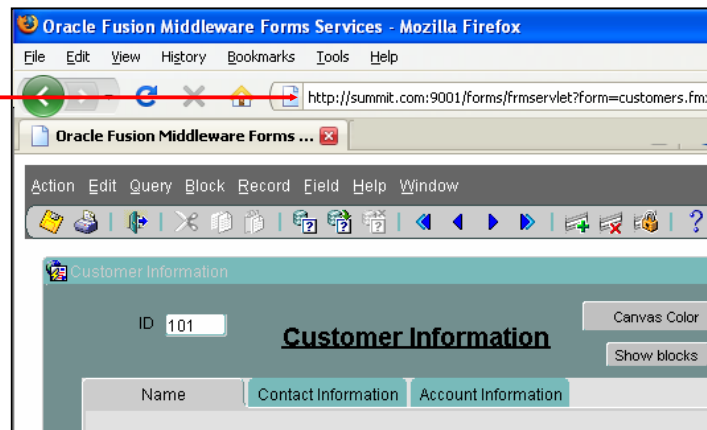 Oracle Fusion Middleware Forms Services - Mozilla Firefox
File Edit View History Bookmarks Tools Help
http://summit.com:9001/forms/frmservlet?form=customers.fm
Oracle Fusion Middleware Forms ...
Action Edit Query Block Record Field Help Window
Customer Information
ID 101
Customer Information
Canvas Color
Show blocks
Name Contact Information Account Information